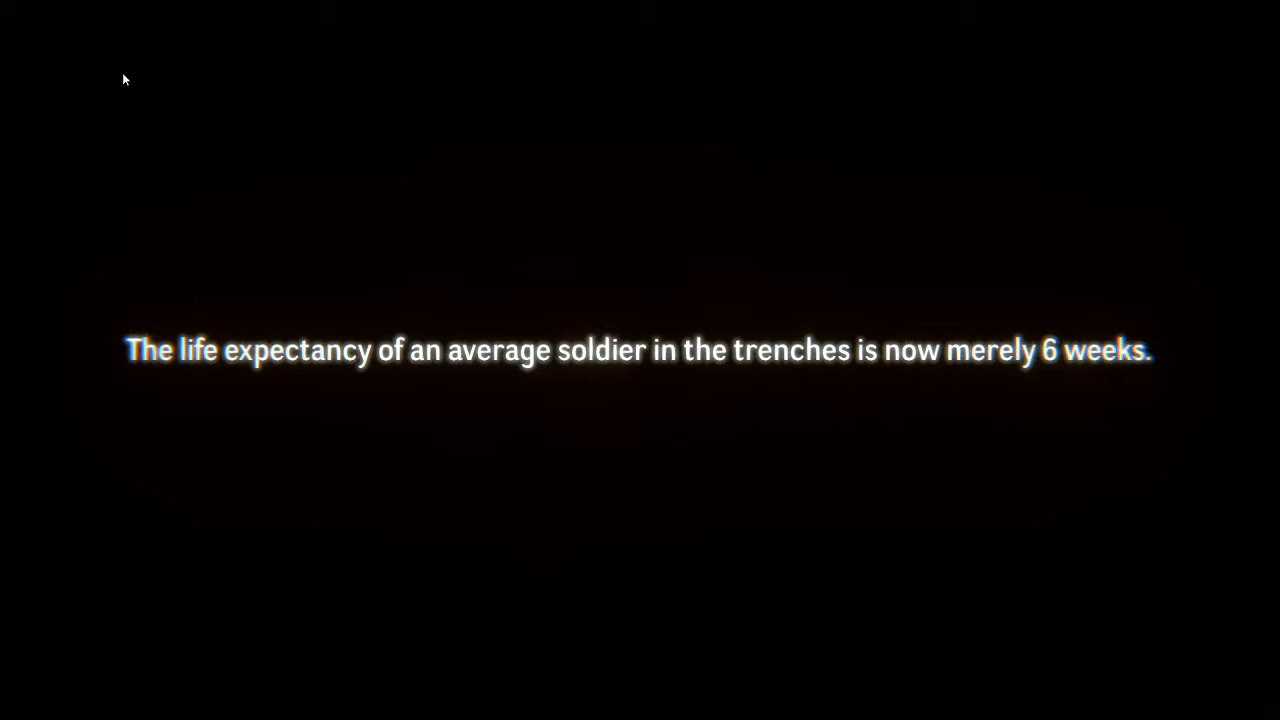 The life expectancy of an average soldier in the trenches is now merely 6 weeks.